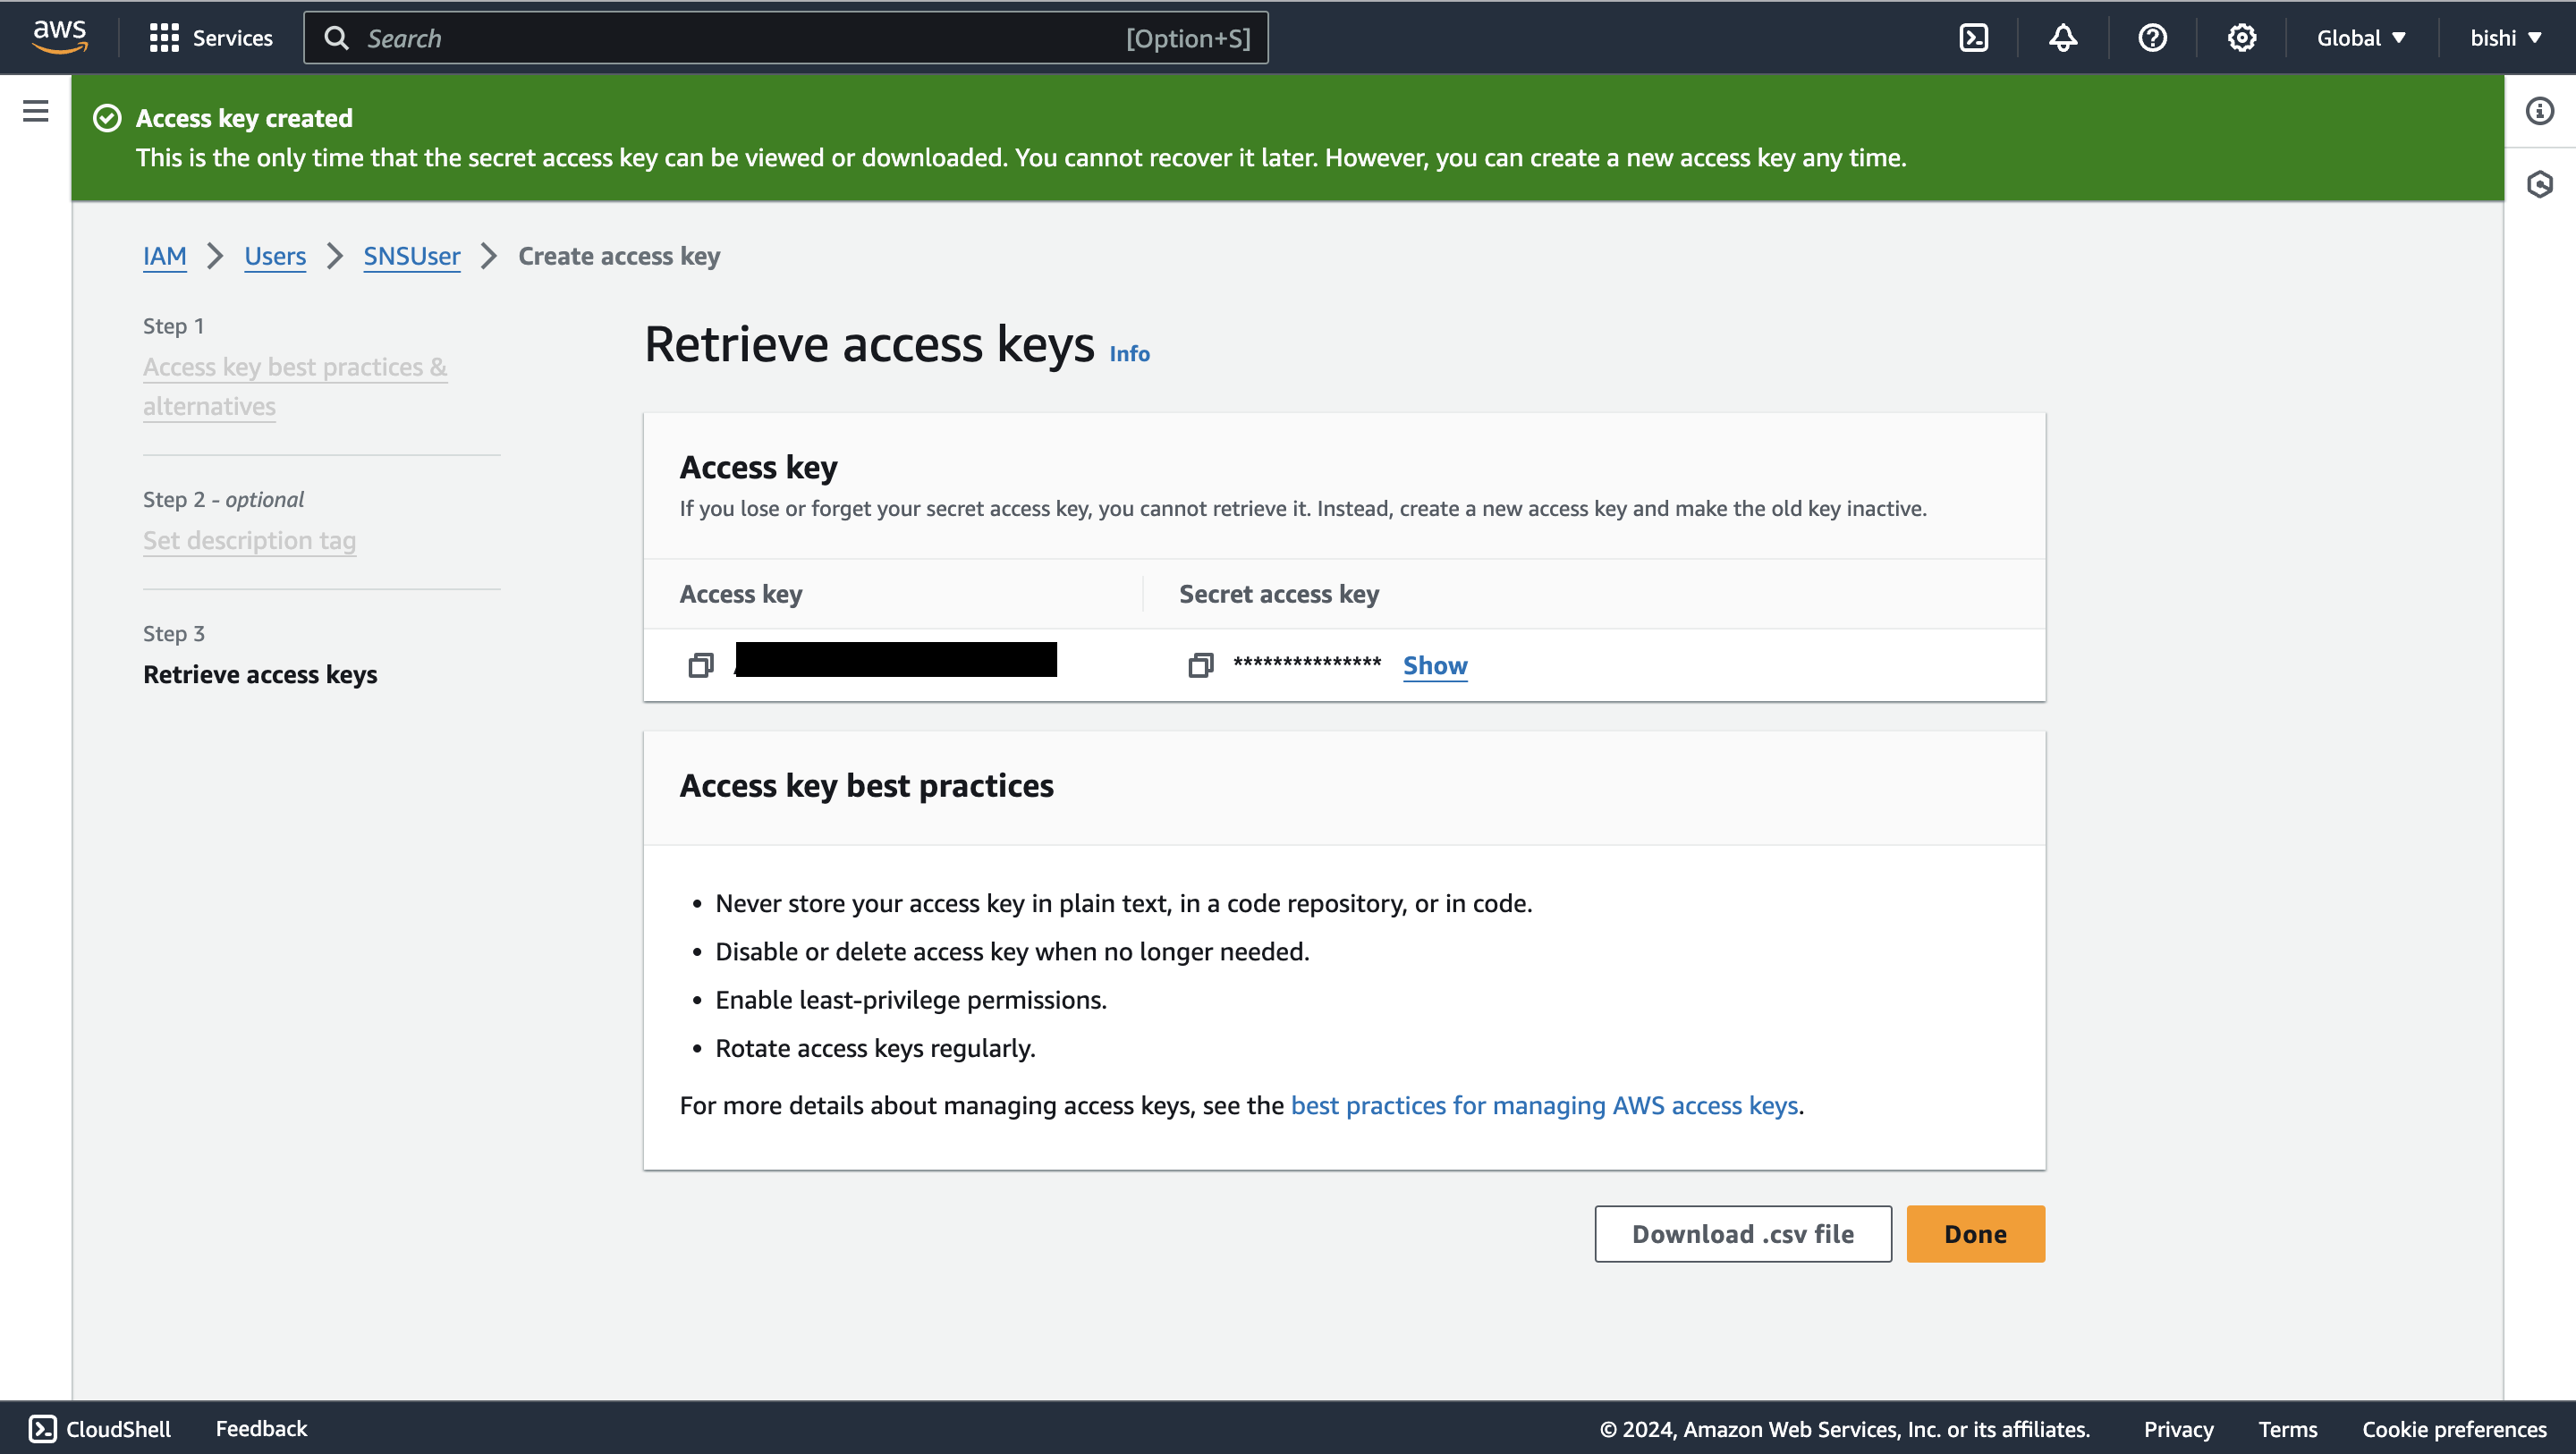 aws
Services
Search
[Option+S]
Global
bishi
Access key created
This is the only time that the secret access key can be viewed or downloaded. You cannot recover it later. However, you can create a new access key any time.
IAM
Users
SNSUser
Create access key
Step 1
Access key best practices &
alternatives
Step 2 - optional
Set description tag
Step 3
Retrieve access keys
Retrieve access keys Info
Access key
If you lose or forget your secret access key, you cannot retrieve it. Instead, create a new access key and make the old key inactive.
Access key
Secret access key
*************** Show
Access key best practices
• Never store your access key in plain text, in a code repository, or in code.
• Disable or delete access key when no longer needed.
• Enable least-privilege permissions.
• Rotate access keys regularly.
For more details about managing access keys, see the best practices for managing AWS access keys.
Download .csv file
Done
CloudShell
Feedback
© 2024, Amazon Web Services, Inc. or its affiliates.
Privacy
Terms
Cookie preferences